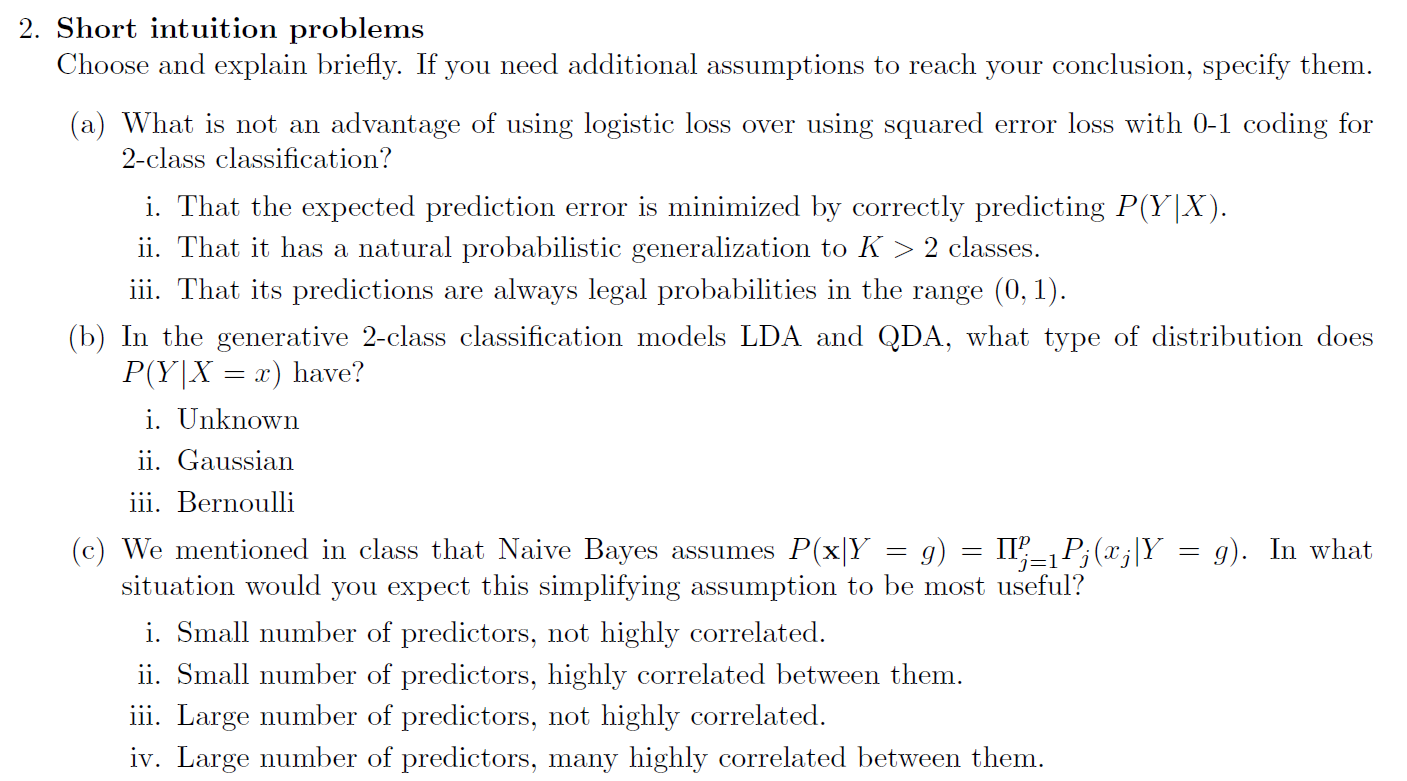 2. Short intuition problems
Choose and explain briefly. If you need additional assumptions to reach your conclusion, specify them.
(a) What is not an advantage of using logistic loss over using squared error loss with 0-1 coding for
2-class classification?
i. That the expected prediction error is minimized by correctly predicting P(Y|X).
ii. That it has a natural probabilistic generalization to K > 2 classes.
iii. That its predictions are always legal probabilities in the range (0, 1).
(b) In the generative 2-class classification models LDA and QDA, what type of distribution does
P(Y|X = x) have?
i. Unknown
ii. Gaussian
iii. Bernoulli
(c) We mentioned in class that Naive Bayes assumes P(𝐱|Y = g) = Π_{j=1}^p P_j(x_j|Y = g). In what
situation would you expect this simplifying assumption to be most useful?
i. Small number of predictors, not highly correlated.
ii. Small number of predictors, highly correlated between them.
iii. Large number of predictors, not highly correlated.
iv. Large number of predictors, many highly correlated between them.